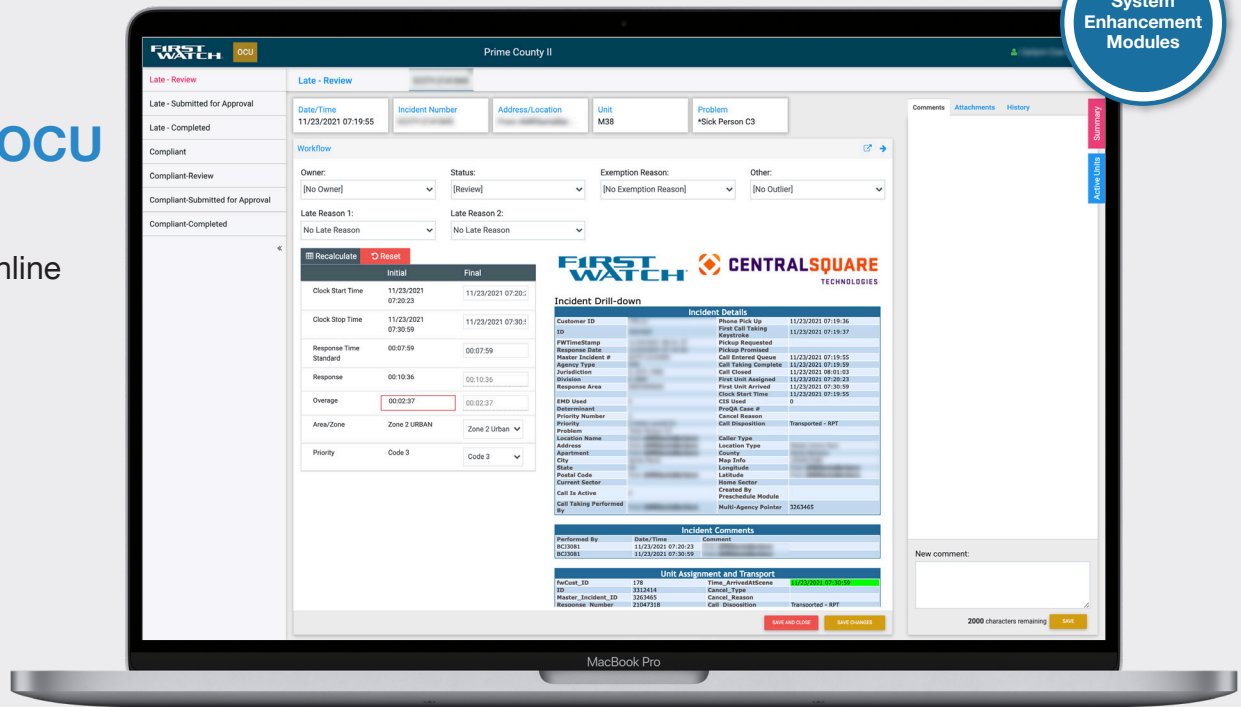 System
Enhancement
Modules
OCU
nline
FIRST WATCH OCU
Prime County II
Late - Review
Late - Submitted for Approval
Late - Completed
Compliant
Compliant-Review
Compliant-Submitted for Approval
Compliant-Completed
«
Late - Review
Date/Time
11/23/2021 07:19:55
Incident Number
Address/Location
Unit
M38
Problem
*Sick Person C3
Workflow
Owner: Status: Exemption Reason: Other:
[No Owner] [Review] [No Exemption Reason] [No Outlier]
Late Reason 1: Late Reason 2:
No Late Reason No Late Reason
Recalculate Reset
Initial Final
Clock Start Time 11/23/2021 07:20:23 11/23/2021 07:20:2
Clock Stop Time 11/23/2021 07:30:59 11/23/2021 07:30:5
Response Time Standard 00:07:59 00:07:59
Response 00:10:36 00:10:36
Overage 00:02:37 00:02:37
Area/Zone Zone 2 URBAN Zone 2 Urban
Priority Code 3 Code 3
FIRST WATCH
CENTRALSQUARE
TECHNOLOGIES
Incident Drill-down
Incident Details
Customer ID Phone Pick Up 11/23/2021 07:19:36
ID First Call Taking Keystroke 11/23/2021 07:19:37
FWTimeStamp Pickup Requested
Response Date Pickup Promised
Master Incident # Call Entered Queue 11/23/2021 07:19:55
Agency Type Call Taking Complete 11/23/2021 07:19:59
Jurisdiction Call Closed 11/23/2021 08:01:03
Division First Unit Assigned 11/23/2021 07:20:23
Response Area First Unit Arrived 11/23/2021 07:30:59
Clock Start Time 11/23/2021 07:19:55
EMD Used CIS Used 0
Determinant ProQA Case #
Priority Number Cancel Reason
Priority Call Disposition Transported - RPT
Problem
Location Name Caller Type
Address Location Type
Apartment County
City Map Info
State Longitude
Postal Code Latitude
Current Sector Home Sector
Call Is Active Created By Preschedule Module
Call Taking Performed By Multi-Agency Pointer 3263465
Incident Comments
Performed By Date/Time Comment
BCJ3081 11/23/2021 07:20:23
BCJ3081 11/23/2021 07:30:59
Unit Assignment and Transport
fwCust_ID 178 Time_ArrivedAtScene 11/23/2021 07:30:59
ID 3312414 Cancel_Type
Master_Incident_ID 3263465 Cancel_Reason
Response_Number 21047318 Call_Disposition Transported - RPT
SAVE AND CLOSE SAVE CHANGES
Comments Attachments History
Summary
Active Units
New comment:
2000 characters remaining SAVE
MacBook Pro